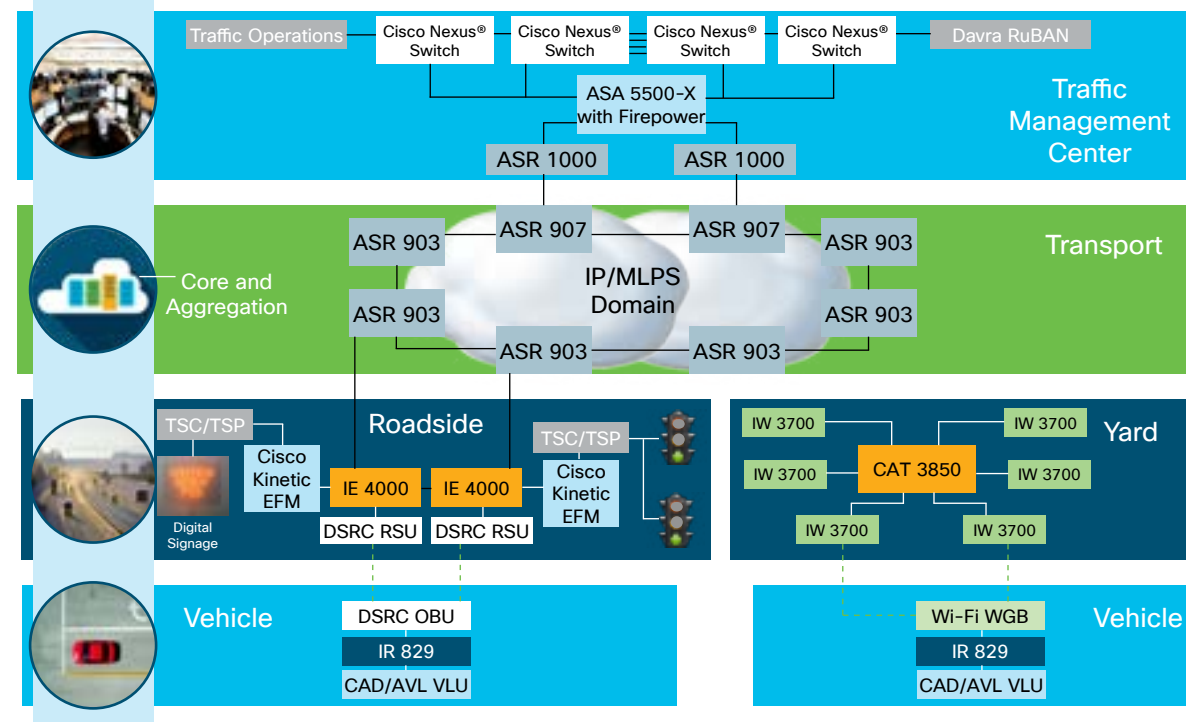 Traffic Operations
Cisco Nexus®
Switch
Cisco Nexus®
Switch
Cisco Nexus®
Switch
Cisco Nexus®
Switch
Davra RuBAN
ASA 5500-X
with Firepower
Traffic
Management
Center
ASR 1000
ASR 1000
ASR 903
ASR 907
ASR 907
ASR 903
Transport
Core and
Aggregation
IP/MLPS
Domain
ASR 903
ASR 903
ASR 903
ASR 903
TSC/TSP
Roadside
TSC/TSP
Cisco
Kinetic
EFM
IE 4000
IE 4000
Cisco
Kinetic
EFM
DSRC RSU
DSRC RSU
Digital
Signage
IW 3700
IW 3700
Yard
IW 3700
CAT 3850
IW 3700
IW 3700
IW 3700
Vehicle
DSRC OBU
IR 829
CAD/AVL VLU
Wi-Fi WGB
IR 829
CAD/AVL VLU
Vehicle